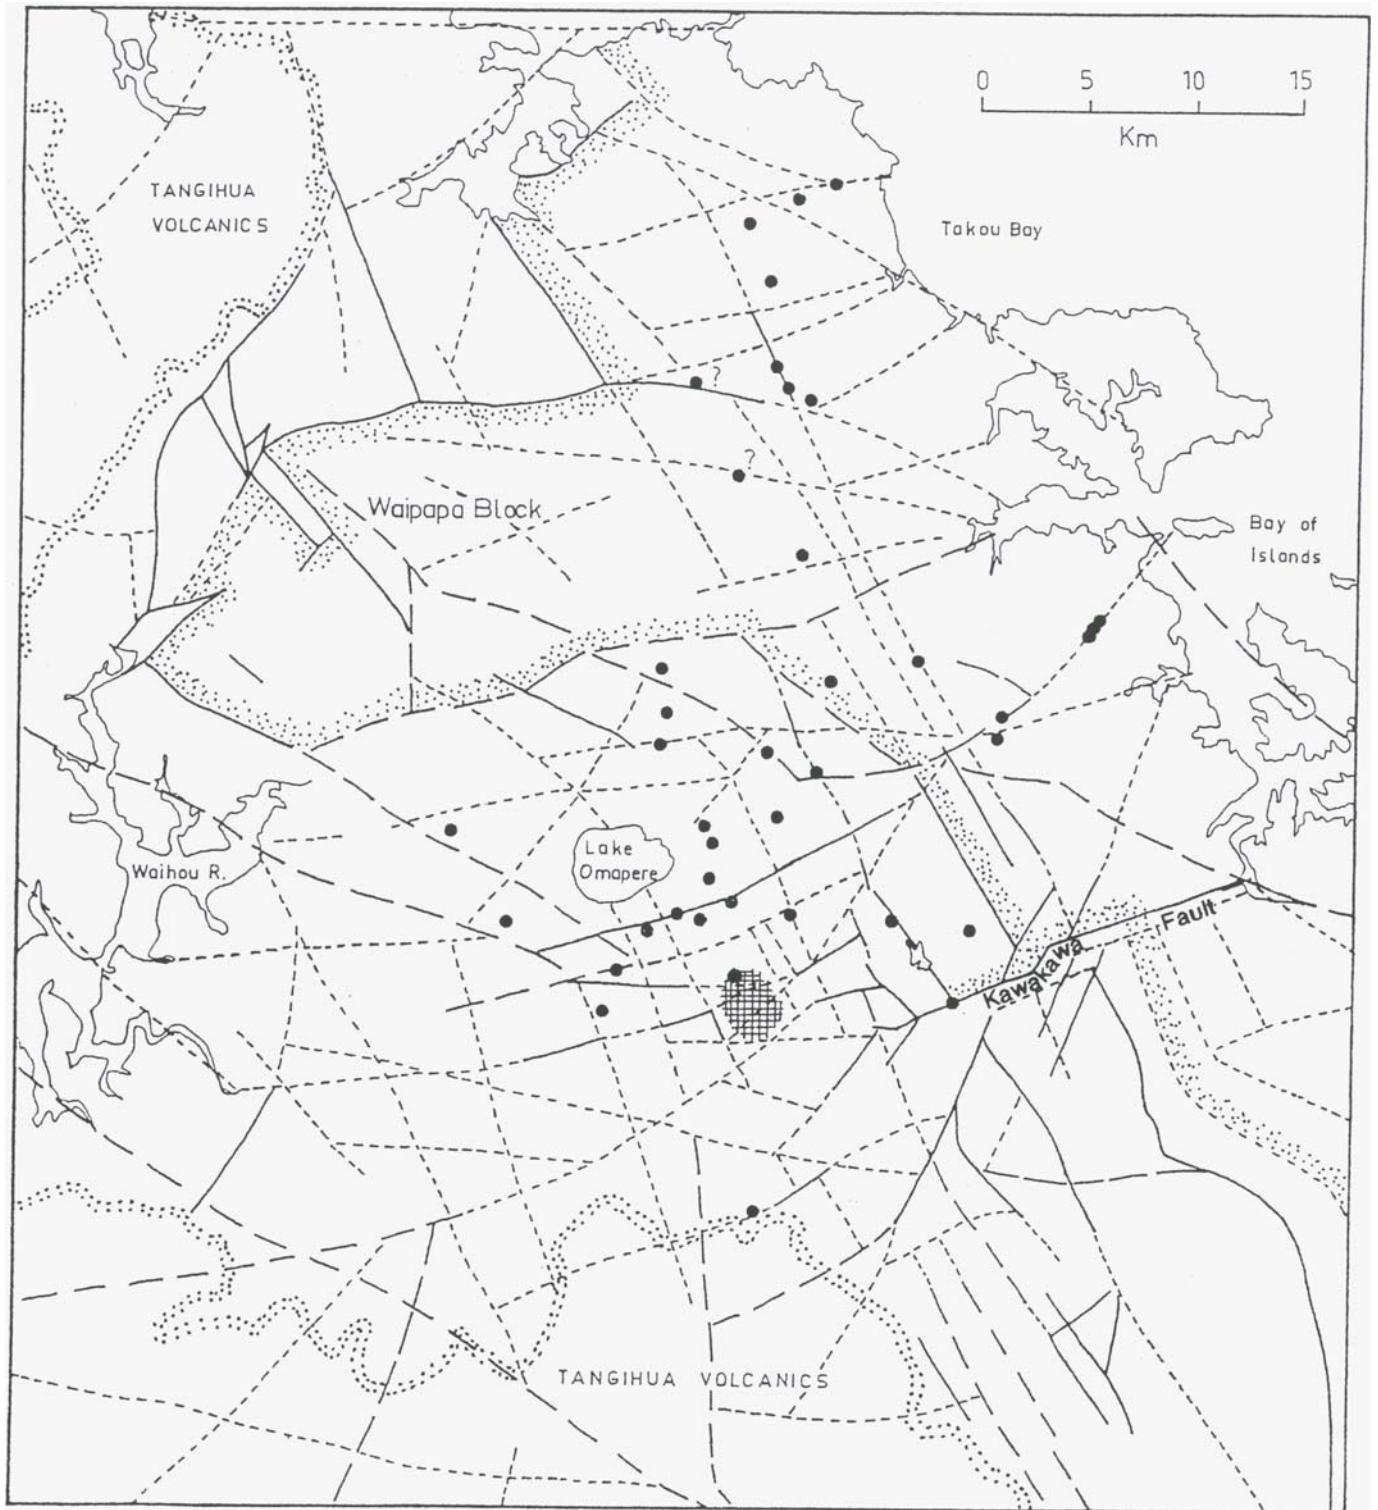 0 5 10 15
Km
TANGIHUA
VOLCANICS
Takou Bay
?
?
Waipapa Block
Bay of
Islands
Lake
Omapere
Waihou R.
Kawakawa Fault
TANGIHUA VOLCANICS